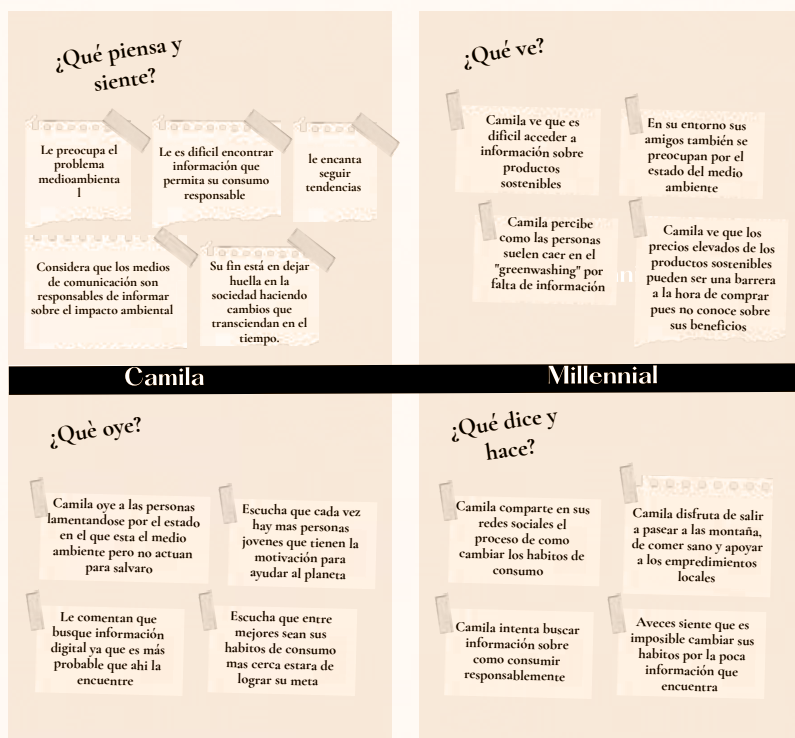 ¿Qué piensa y
siente?
Le preocupa el
problema
medioambienta
l
Le es dificil encontrar
información que
permita su consumo
responsable
le encanta
seguir
tendencias
Considera que los medios
de comunicación son
responsables de informar
sobre el impacto ambiental
Su fin está en dejar
huella en la
sociedad haciendo
cambios que
transciendan en el
tiempo.
¿Qué ve?
Camila ve que es
dificil acceder a
información sobre
productos
sostenibles
En su entorno sus
amigos también se
preocupan por el
estado del medio
ambiente
Camila percibe
como las personas
suelen caer en el
"greenwashing" por
falta de información
Camila ve que los
precios elevados de los
productos sostenibles
pueden ser una barrera
a la hora de comprar
pues no conoce sobre
sus beneficios
Camila
Millennial
¿Què oye?
Camila oye a las personas
lamentandose por el estado
en el que esta el medio
ambiente pero no actuan
para salvaro
Escucha que cada vez
hay mas personas
jovenes que tienen la
motivación para
ayudar al planeta
Le comentan que
busque información
digital ya que es más
probable que ahi la
encuentre
Escucha que entre
mejores sean sus
habitos de consumo
mas cerca estara de
lograr su meta
¿Qué dice y
hace?
Camila comparte en sus
redes sociales el
proceso de como
cambiar los habitos de
consumo
Camila disfruta de salir
a pasear a las montaña,
de comer sano y apoyar
a los empredimientos
locales
Camila intenta buscar
información sobre
como consumir
responsablemente
Aveces siente que es
imposible cambiar sus
habitos por la poca
información que
encuentra